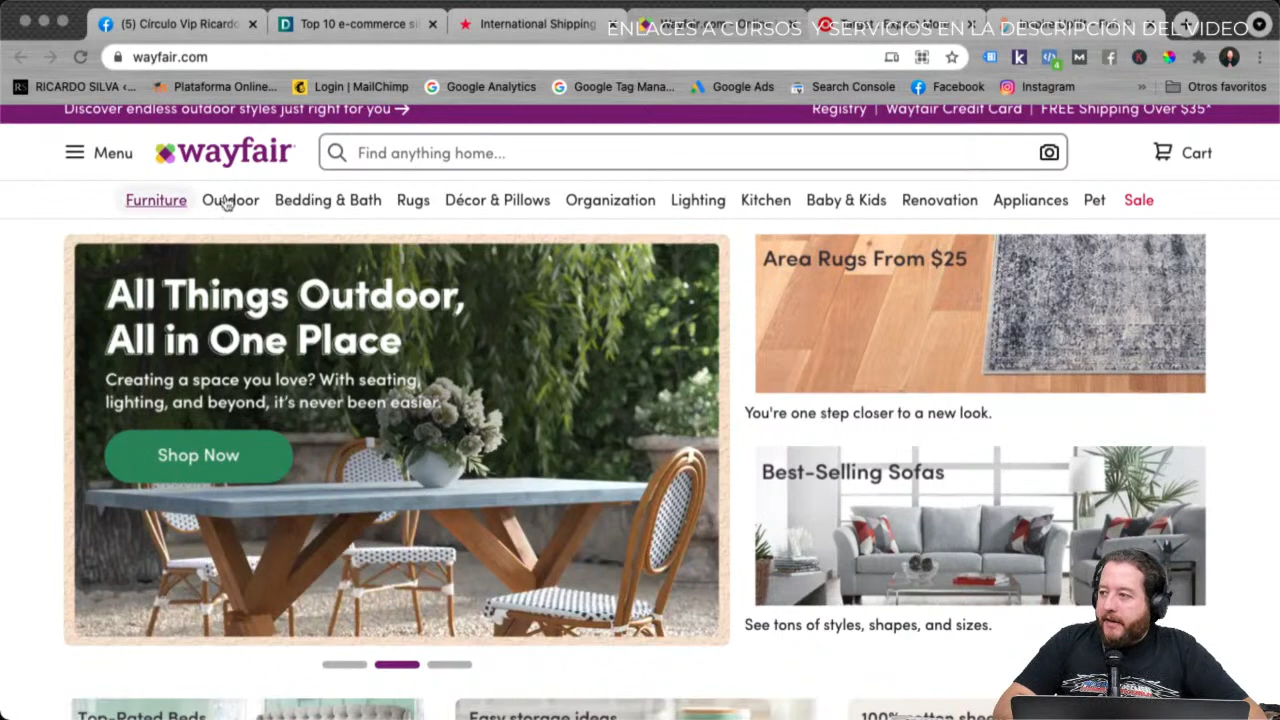 (5) Círculo Vip Ricardo
Top 10 e-commerce si
International Shipping
ENLACES A CURSOS Y SERVICIOS EN LA DESCRIPCIÓN DEL VIDEO
wayfair.com
RICARDO SILVA <...
Plataforma Online...
Login | MailChimp
Google Analytics
Google Tag Mana...
Google Ads
Search Console
Facebook
Instagram
»
Otros favoritos
Discover endless outdoor styles just right for you →
Registry | Wayfair Credit Card | FREE Shipping Over $35*
Menu
wayfair
Find anything home...
Cart
Furniture
Outdoor
Bedding & Bath
Rugs
Décor & Pillows
Organization
Lighting
Kitchen
Baby & Kids
Renovation
Appliances
Pet
Sale
All Things Outdoor,
All in One Place
Creating a space you love? With seating,
lighting, and beyond, it's never been easier.
Shop Now
Area Rugs From $25
You're one step closer to a new look.
Best-Selling Sofas
See tons of styles, shapes, and sizes.
Top-Rated Beds
Easy storage ideas
100% cotton shee